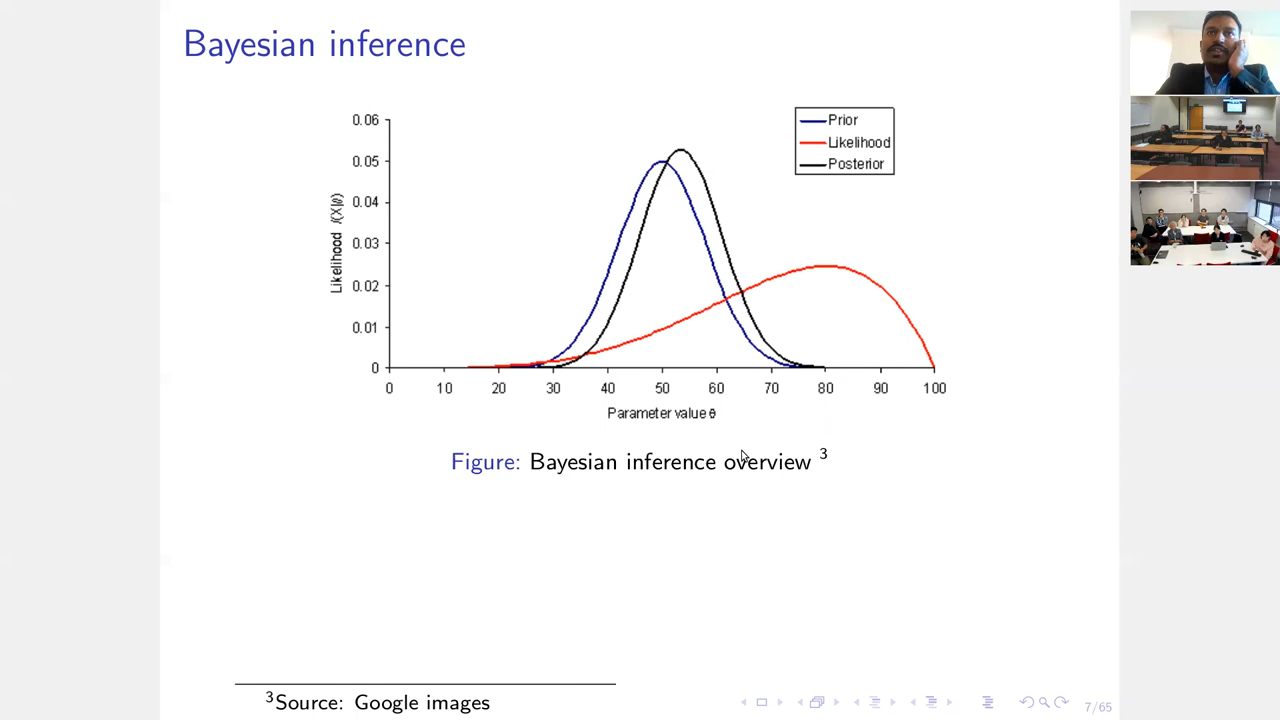 Bayesian inference
Prior
Likelihood
Posterior
0.06
0.05
0.04
0.03
0.02
0.01
0
Likelihood f(X|θ)
0 10 20 30 40 50 60 70 80 90 100
Parameter value θ
Figure: Bayesian inference overview 3
3Source: Google images
7/65